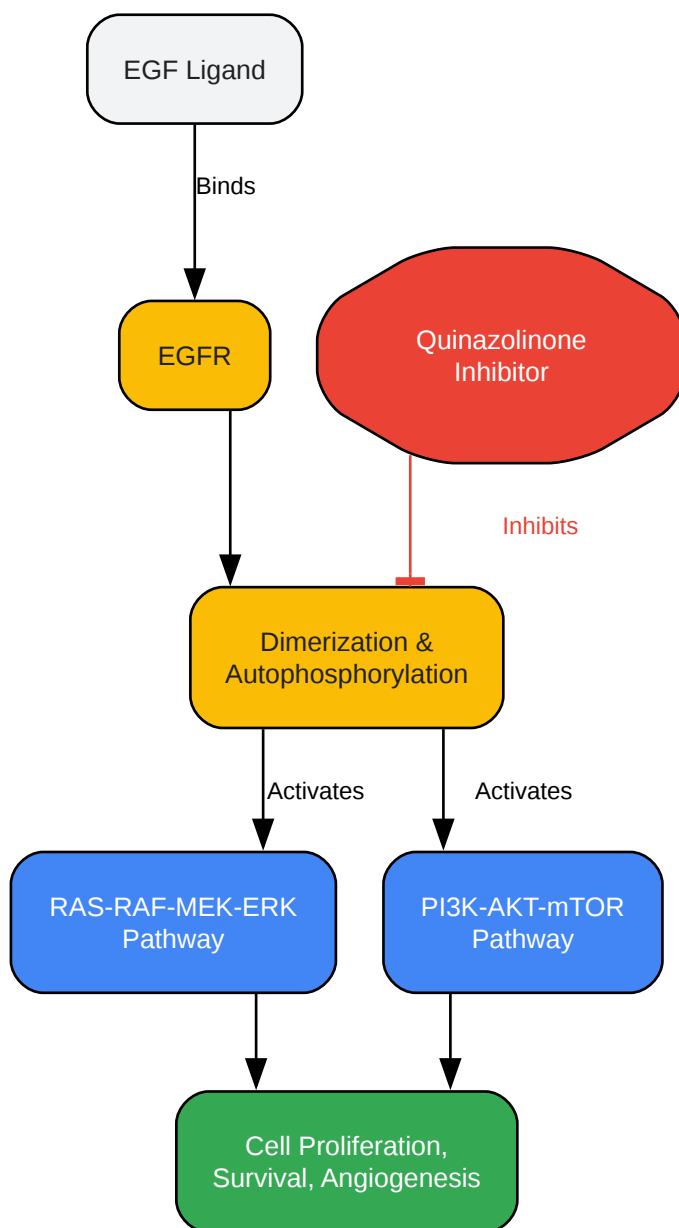 EGF Ligand
Binds
EGFR
Quinazolinone
Inhibitor
Inhibits
Dimerization &
Autophosphorylation
Activates
Activates
RAS-RAF-MEK-ERK
Pathway
PI3K-AKT-mTOR
Pathway
Cell Proliferation,
Survival, Angiogenesis